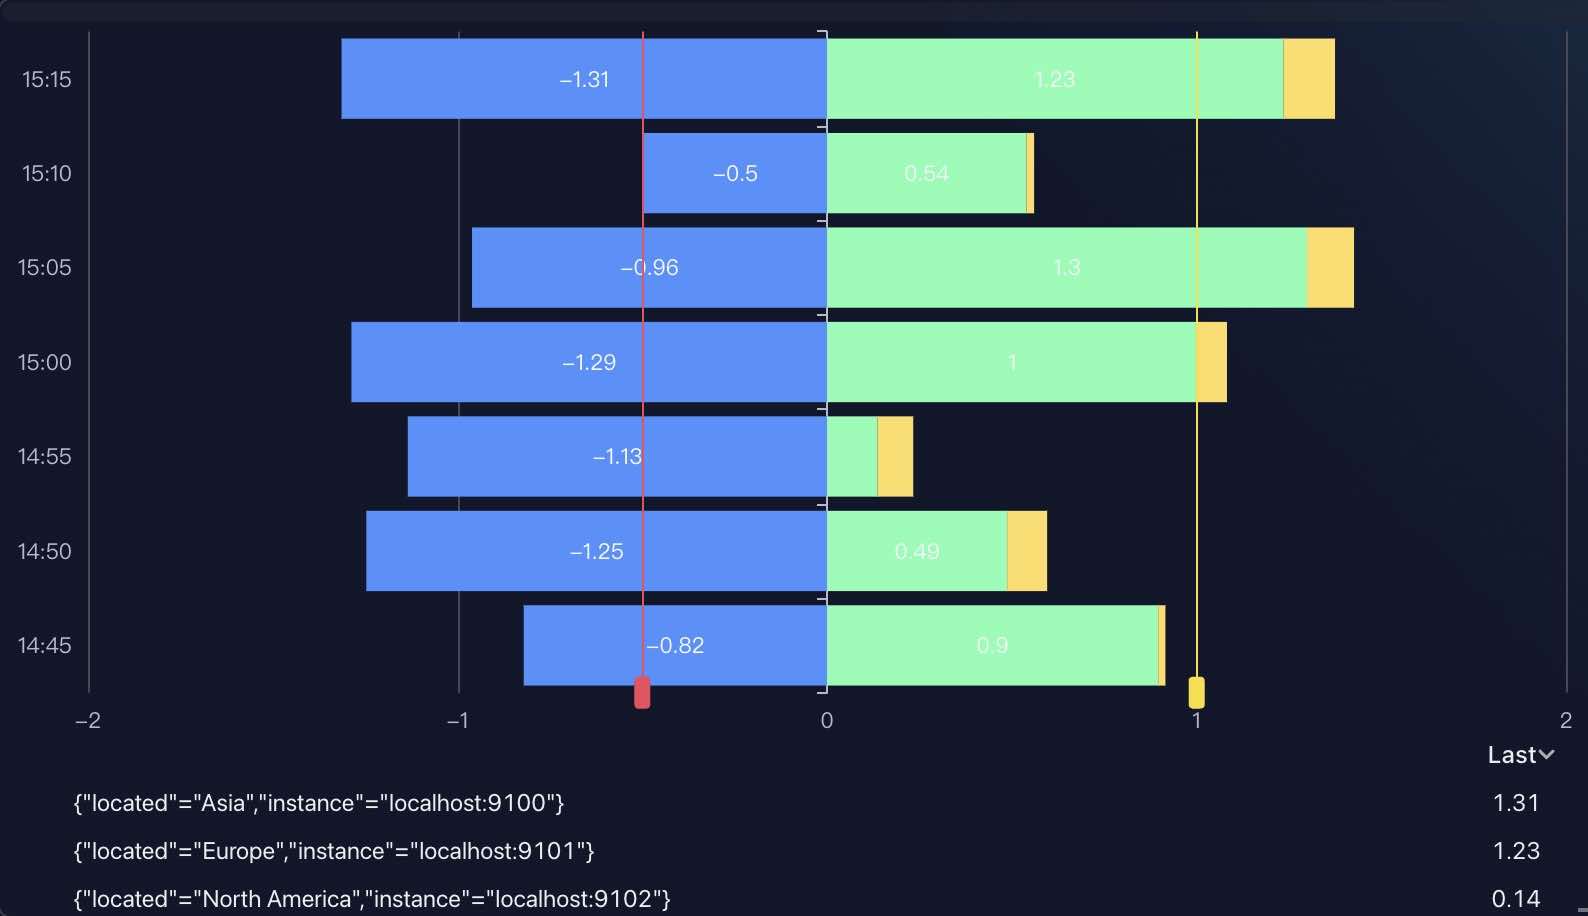 15:15 −1.31 1.23
15:10 −0.5 0.54
15:05 −0.96 1.3
15:00 −1.29 1
14:55 −1.13
14:50 −1.25 0.49
14:45 −0.82 0.9
−2 −1 0 1 2
Last
{"located"="Asia","instance"="localhost:9100"} 1.31
{"located"="Europe","instance"="localhost:9101"} 1.23
{"located"="North America","instance"="localhost:9102"} 0.14